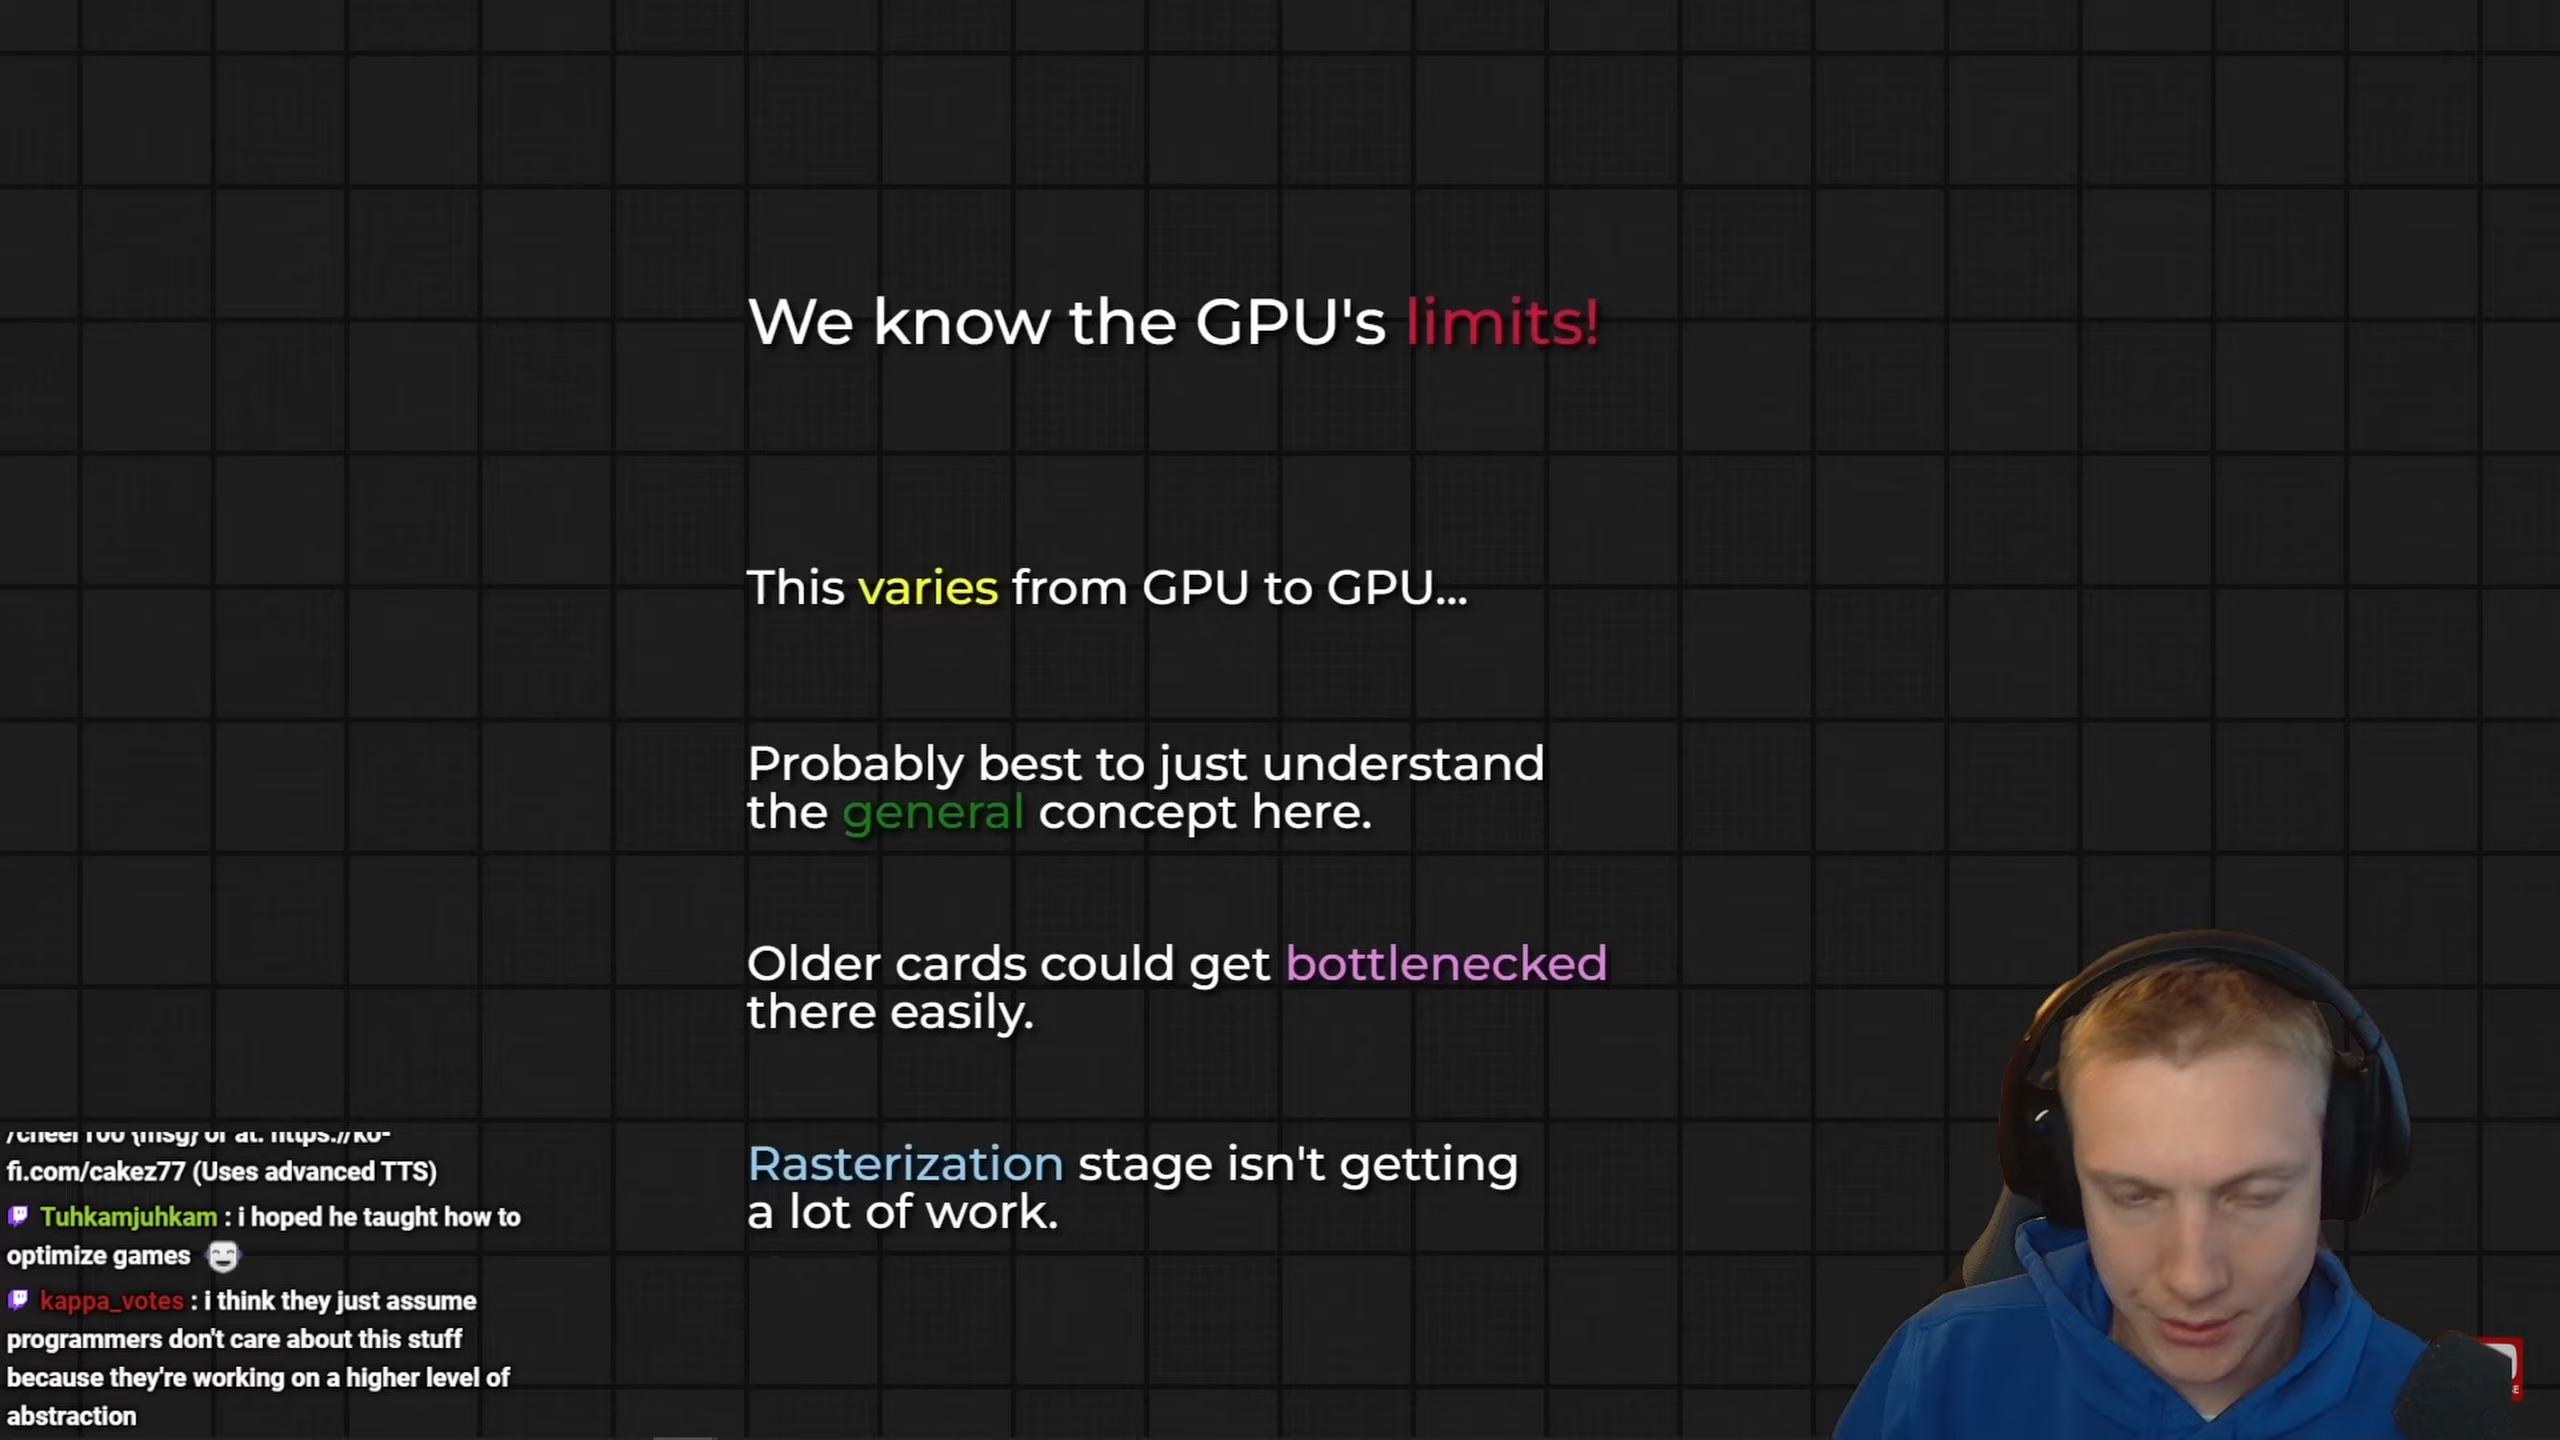 We know the GPU's limits!
This varies from GPU to GPU...
Probably best to just understand
the general concept here.
Older cards could get bottlenecked
there easily.
Rasterization stage isn't getting
a lot of work.
fi.com/cakez77 (Uses advanced TTS)
Tuhkamjuhkam : i hoped he taught how to
optimize games
kappa_votes : i think they just assume
programmers don't care about this stuff
because they're working on a higher level of
abstraction